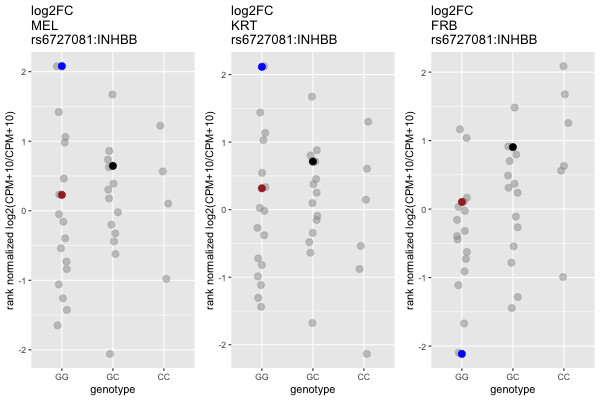 log2FC
MEL
rs6727081:INHBB
rank normalized log2(CPM+10/CPM+10)
2
1
0
-1
-2
GG
GC
CC
genotype
log2FC
KRT
rs6727081:INHBB
rank normalized log2(CPM+10/CPM+10)
2
1
0
-1
-2
GG
GC
CC
genotype
log2FC
FRB
rs6727081:INHBB
rank normalized log2(CPM+10/CPM+10)
2
1
0
-1
-2
GG
GC
CC
genotype